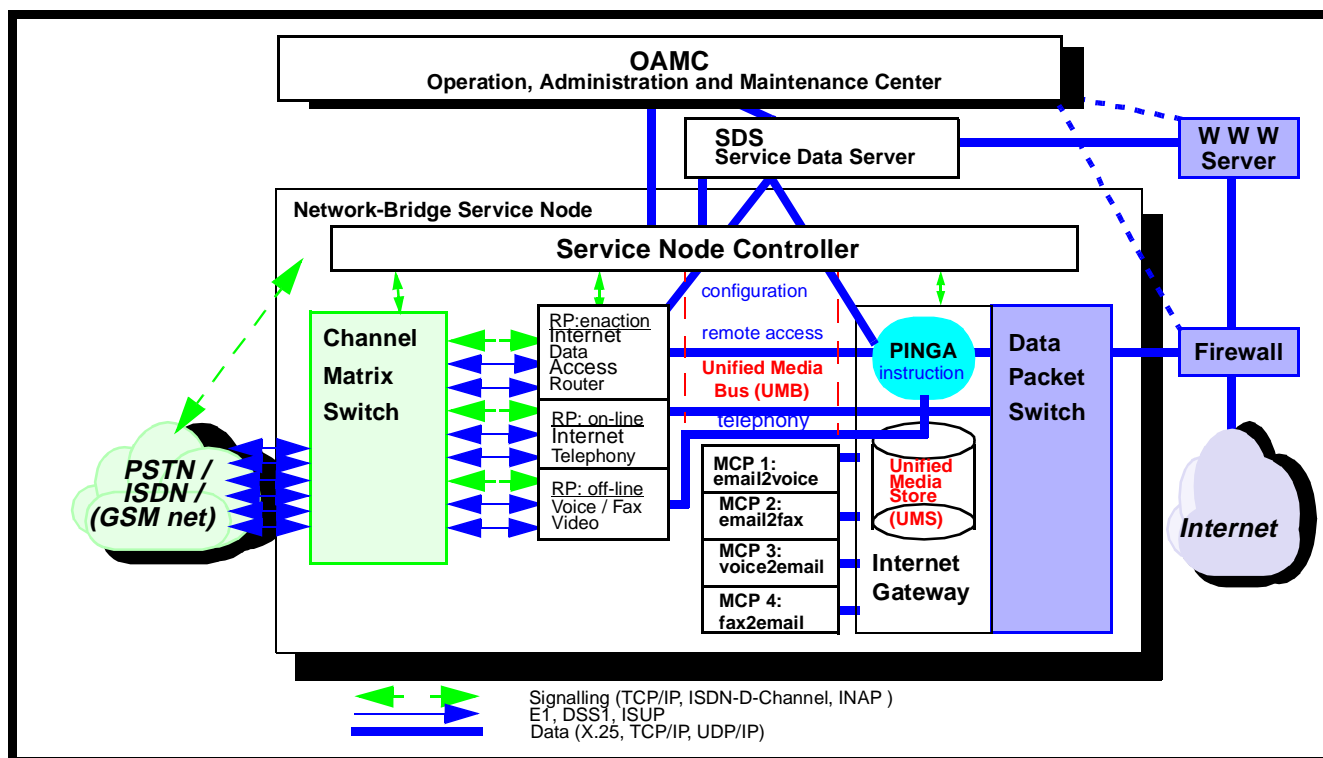 OAMC
Operation, Administration and Maintenance Center
SDS
Service Data Server
W W W
Server
Network-Bridge Service Node
Service Node Controller
Channel
Matrix
Switch
RP:enaction
Internet
Data
Access
Router
RP: on-line
Internet
Telephony
RP: off-line
Voice / Fax
Video
configuration
remote access
Unified Media
Bus (UMB)
telephony
PINGA
instruction
Data
Packet
Switch
Firewall
MCP 1:
email2voice
MCP 2:
email2fax
MCP 3:
voice2email
MCP 4:
fax2email
Unified
Media
Store
(UMS)
Internet
Gateway
PSTN /
ISDN /
(GSM net)
Internet
Signalling (TCP/IP, ISDN-D-Channel, INAP )
E1, DSS1, ISUP
Data (X.25, TCP/IP, UDP/IP)